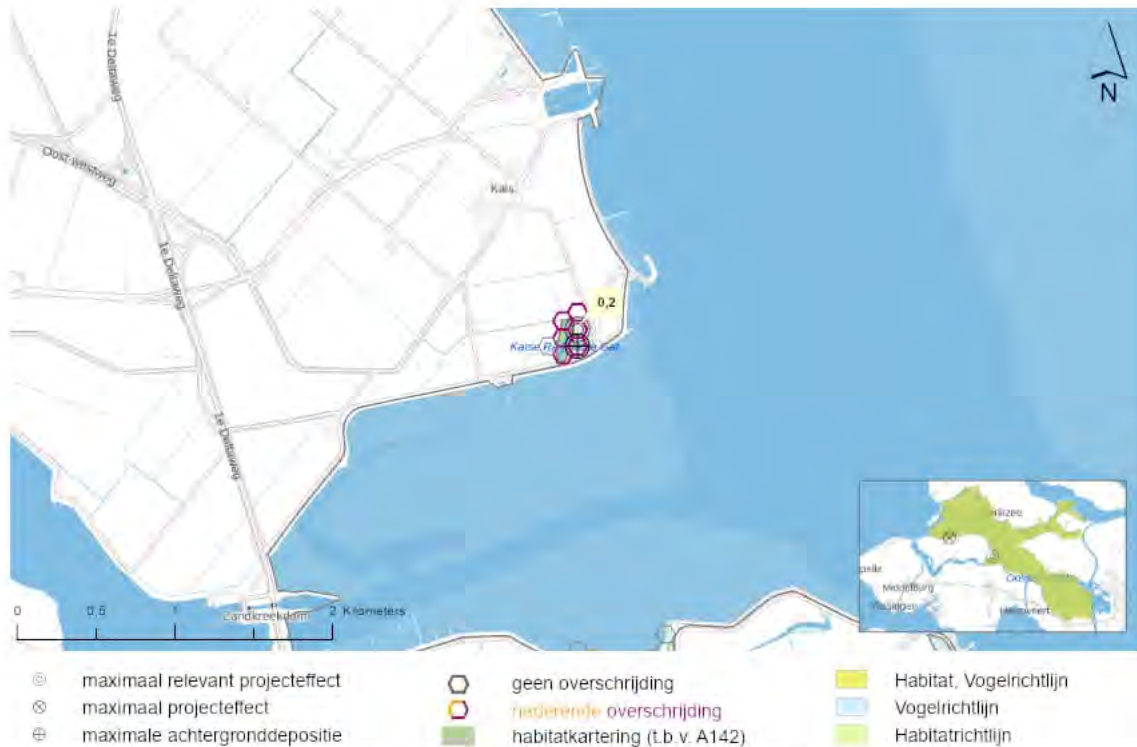 1e Deltaweg
N
Oost-westweg
Kats
1e Deltaweg
0,2
1e Deltaweg
0 0,5 1 2 Kilometers
Zandkreekdam
Middelburg
Vlissingen
maximaal relevant projecteffect
geen overschrijding
Habitat, Vogelrichtlijn
maximaal projecteffect
naderende overschrijding
Vogelrichtlijn
maximale achtergronddepositie
habitatkartering (t.b.v. A142)
Habitatrichtlijn